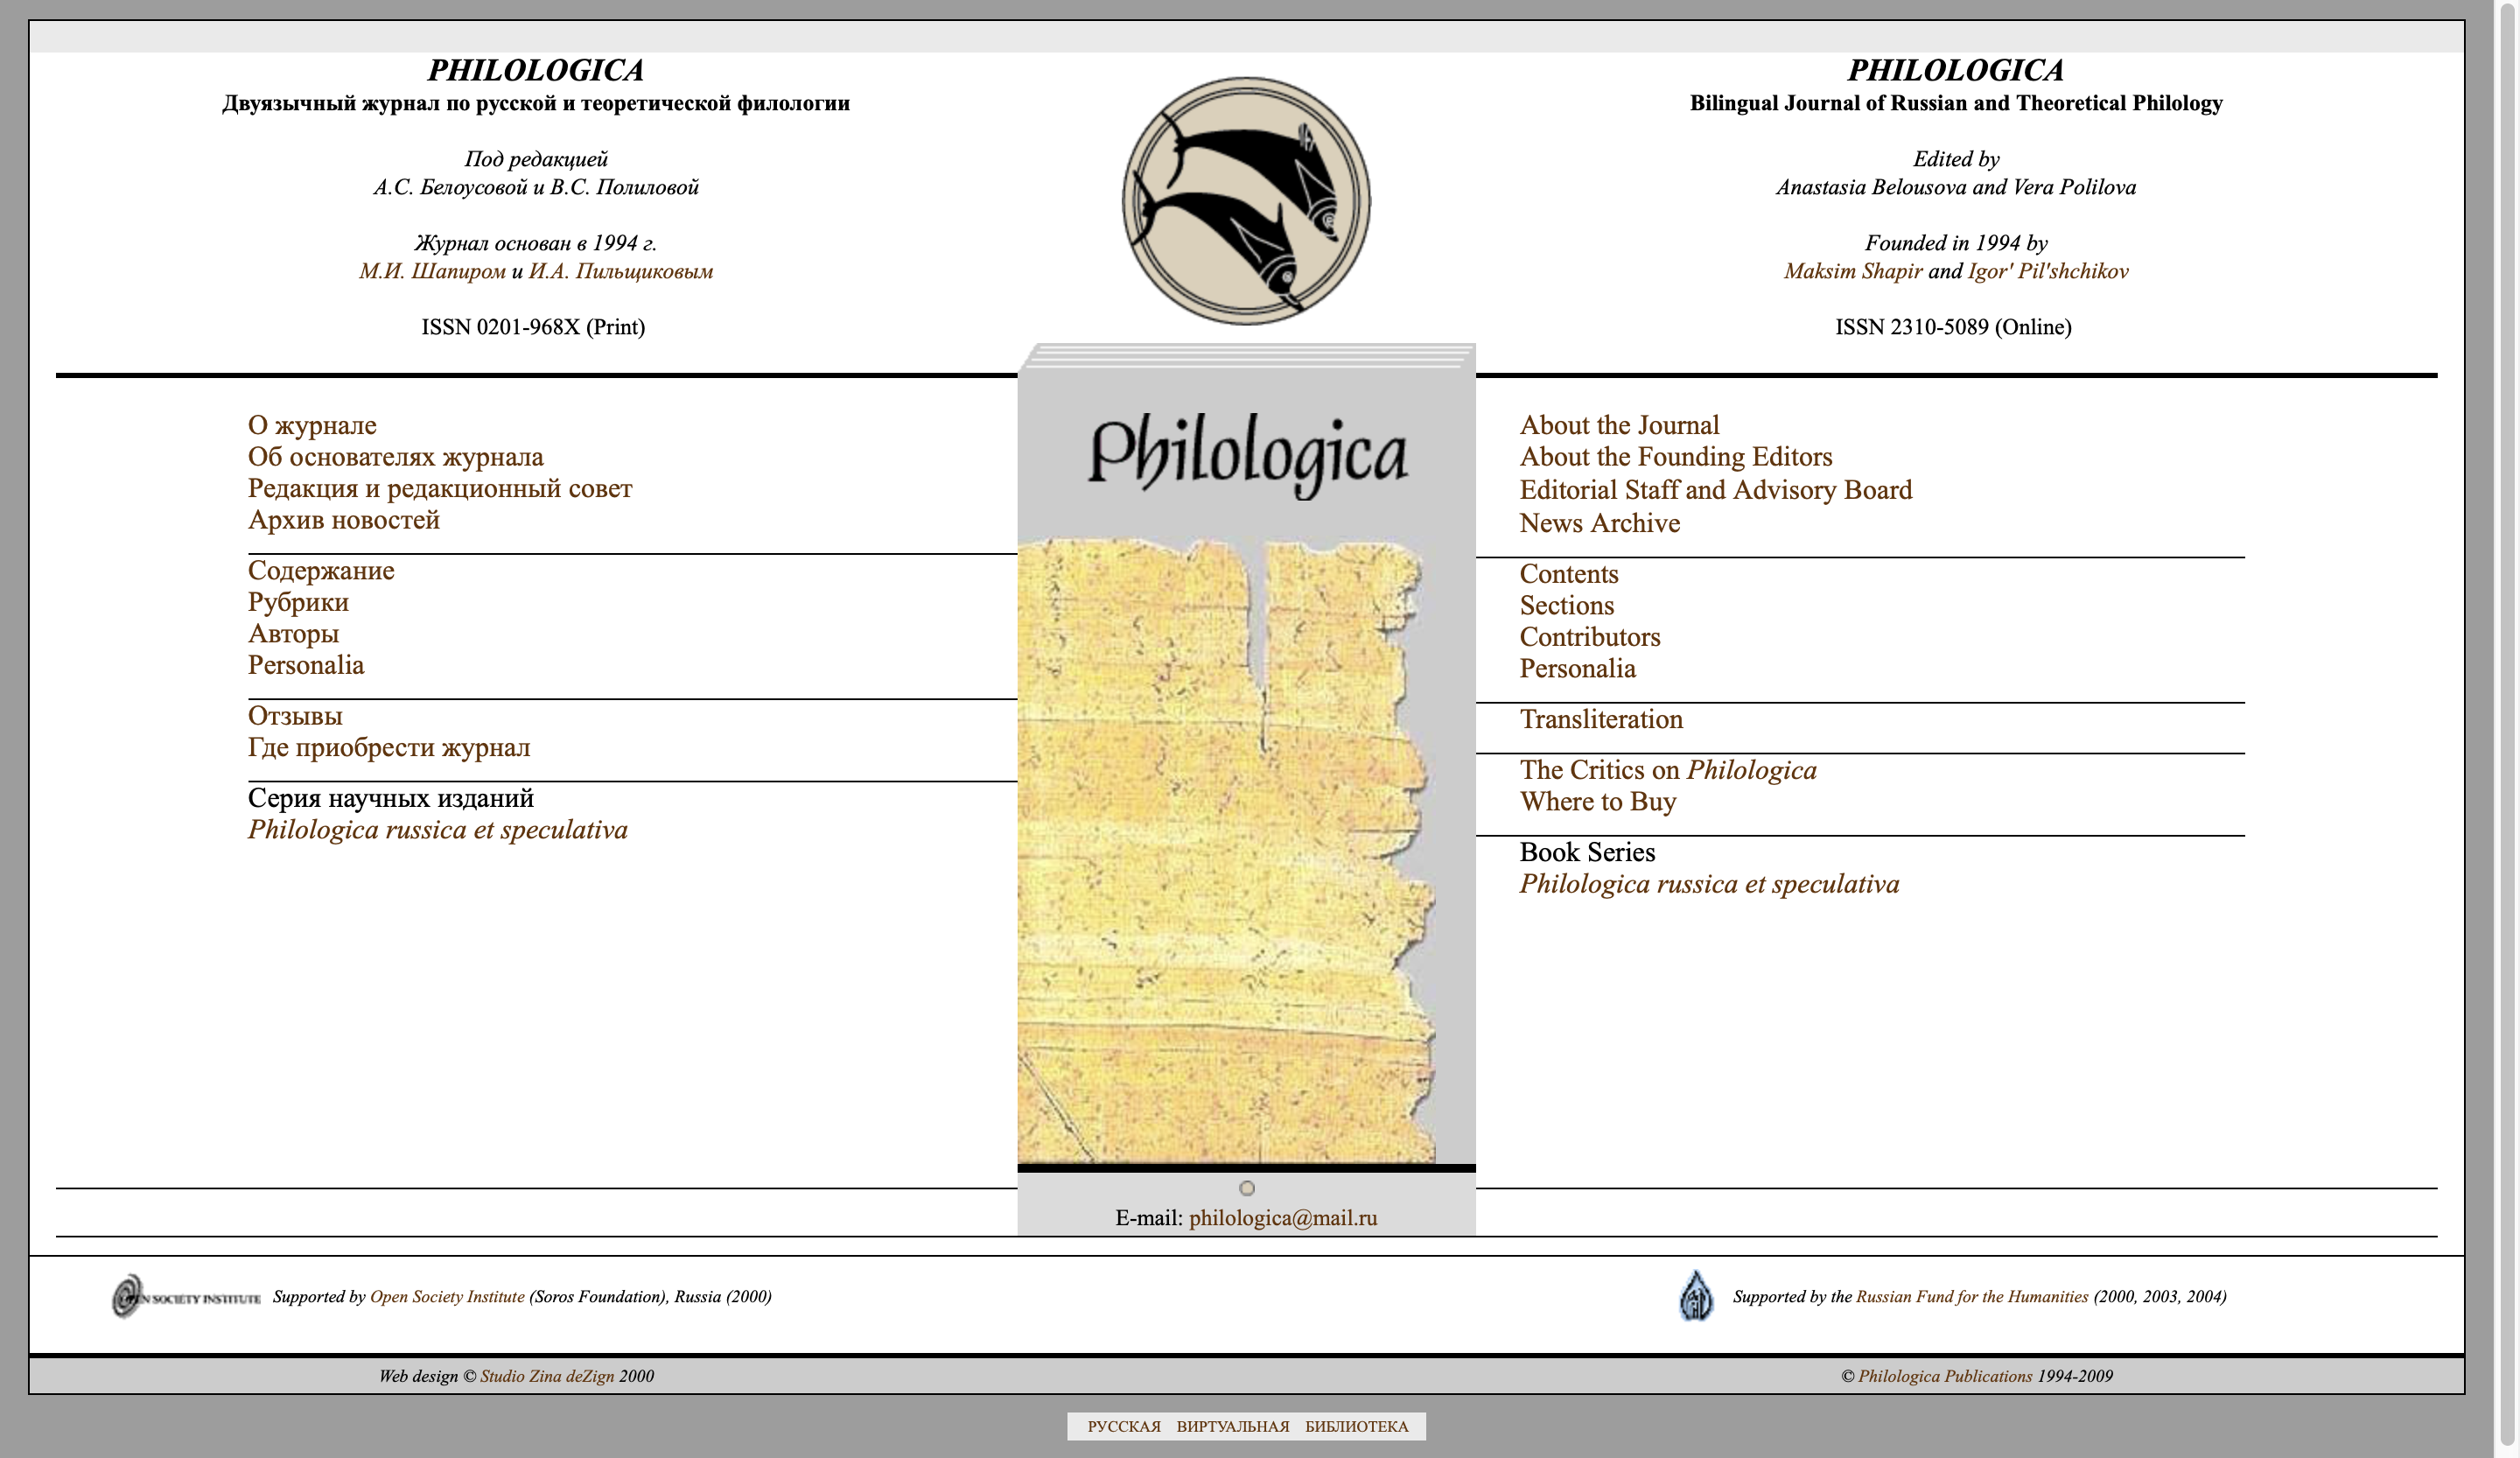 PHILOLOGICA
Двуязычный журнал по русской и теоретической филологии
Под редакцией
А.С. Белоусовой и В.С. Полиловой
Журнал основан в 1994 г.
М.И. Шапиром и И.А. Пильщиковым
ISSN 0201-968X (Print)
PHILOLOGICA
Bilingual Journal of Russian and Theoretical Philology
Edited by
Anastasia Belousova and Vera Polilova
Founded in 1994 by
Maksim Shapir and Igor' Pil'shchikov
ISSN 2310-5089 (Online)
О журнале
Об основателях журнала
Редакция и редакционный совет
Архив новостей
Содержание
Рубрики
Авторы
Personalia
Отзывы
Где приобрести журнал
Серия научных изданий
Philologica russica et speculativa
Philologica
About the Journal
About the Founding Editors
Editorial Staff and Advisory Board
News Archive
Contents
Sections
Contributors
Personalia
Transliteration
The Critics on Philologica
Where to Buy
Book Series
Philologica russica et speculativa
E-mail: philologica@mail.ru
OPEN SOCIETY INSTITUTE Supported by Open Society Institute (Soros Foundation), Russia (2000)
Supported by the Russian Fund for the Humanities (2000, 2003, 2004)
Web design © Studio Zina deZign 2000
© Philologica Publications 1994-2009
РУССКАЯ ВИРТУАЛЬНАЯ БИБЛИОТЕКА